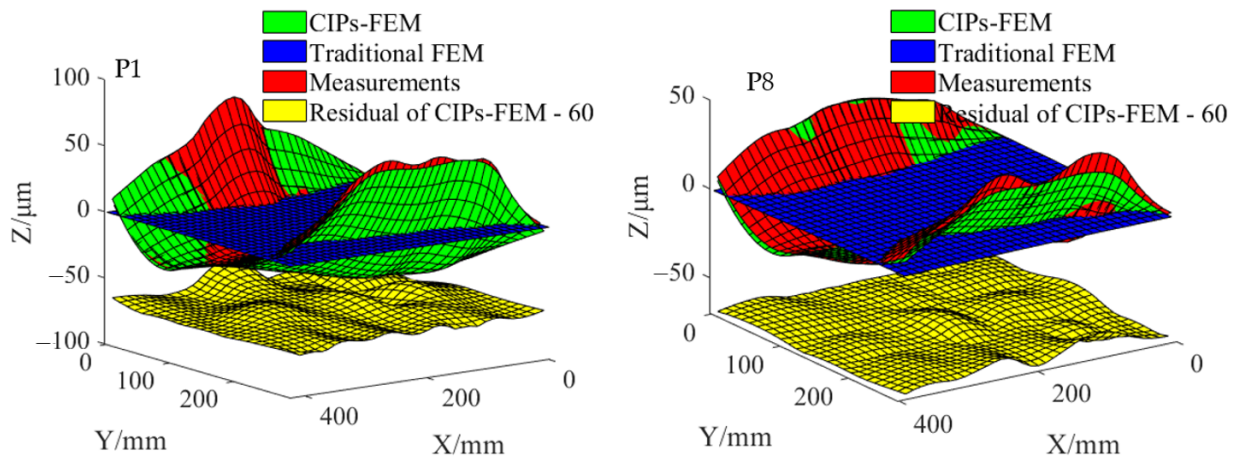 P1
CIPs-FEM
Traditional FEM
Measurements
Residual of CIPs-FEM - 60
Z/μm
100
50
0
−50
−100
0
100
200
Y/mm
400
200
0
X/mm
P8
CIPs-FEM
Traditional FEM
Measurements
Residual of CIPs-FEM - 60
Z/μm
50
0
−50
0
100
200
Y/mm
400
200
0
X/mm